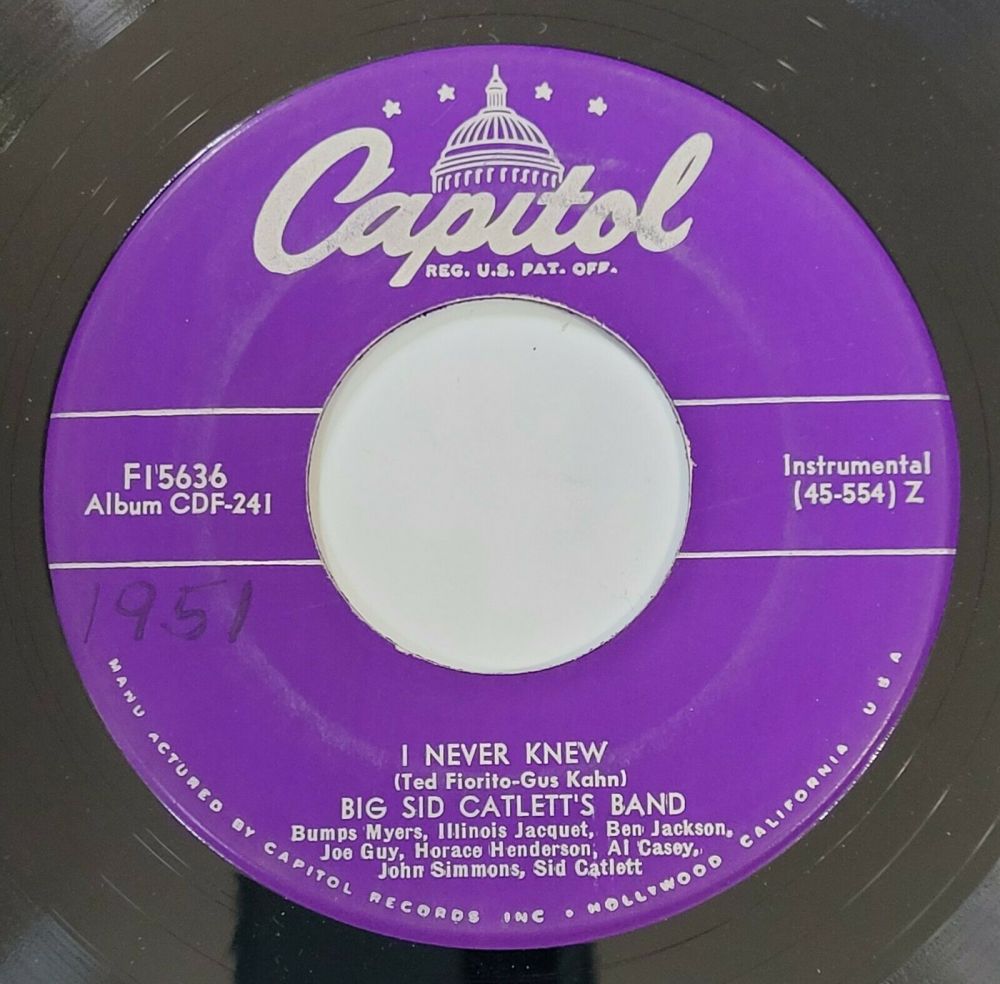 Capitol
REG. U.S. PAT. OFF.
F15636
Album CDF-241
Instrumental
(45-554) Z
1951
I NEVER KNEW
(Ted Fiorito-Gus Kahn)
BIG SID CATLETT'S BAND
Bumps Myers, Illinois Jacquet, Ben Jackson,
Joe Guy, Horace Henderson, Al Casey,
John Simmons, Sid Catlett
MANU ACTURED BY CAPITOL RECORDS INC • HOLLYWOOD CALIFORNIA U S A